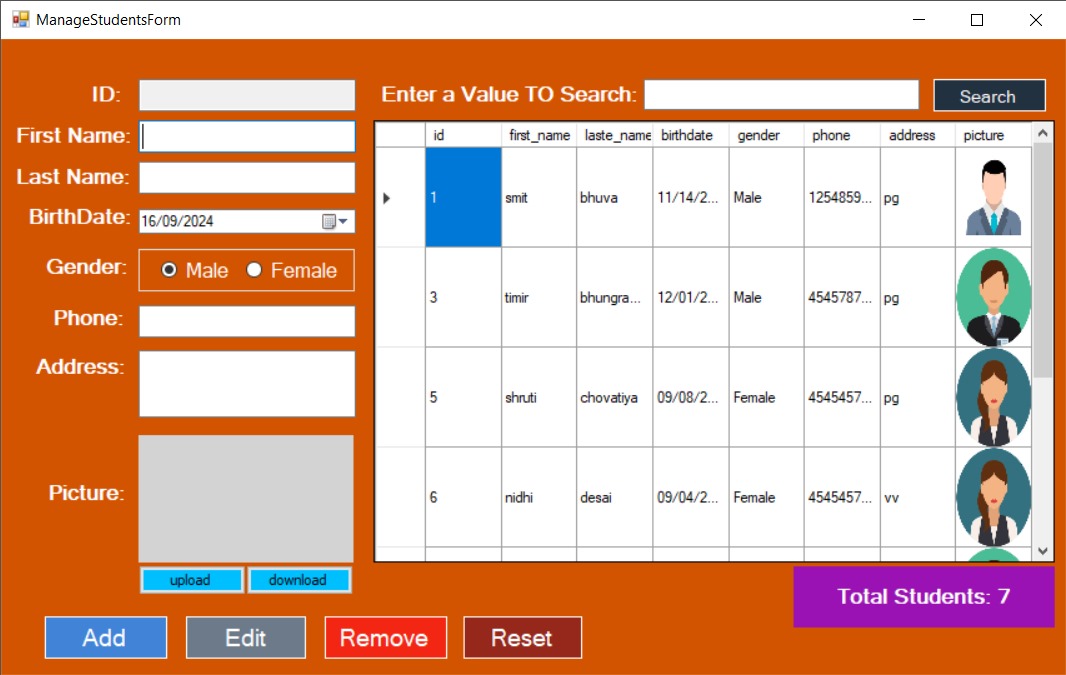 ManageStudentsForm
ID:
First Name:
Last Name:
BirthDate: 16/09/2024
Gender: Male Female
Phone:
Address:
Picture:
upload download
Enter a Value TO Search: Search
id first_name laste_name birthdate gender phone address picture
1 smit bhuva 11/14/2... Male 1254859... pg
3 timir bhungra... 12/01/2... Male 4545787... pg
5 shruti chovatiya 09/08/2... Female 4545457... pg
6 nidhi desai 09/04/2... Female 4545457... vv
Total Students: 7
Add Edit Remove Reset